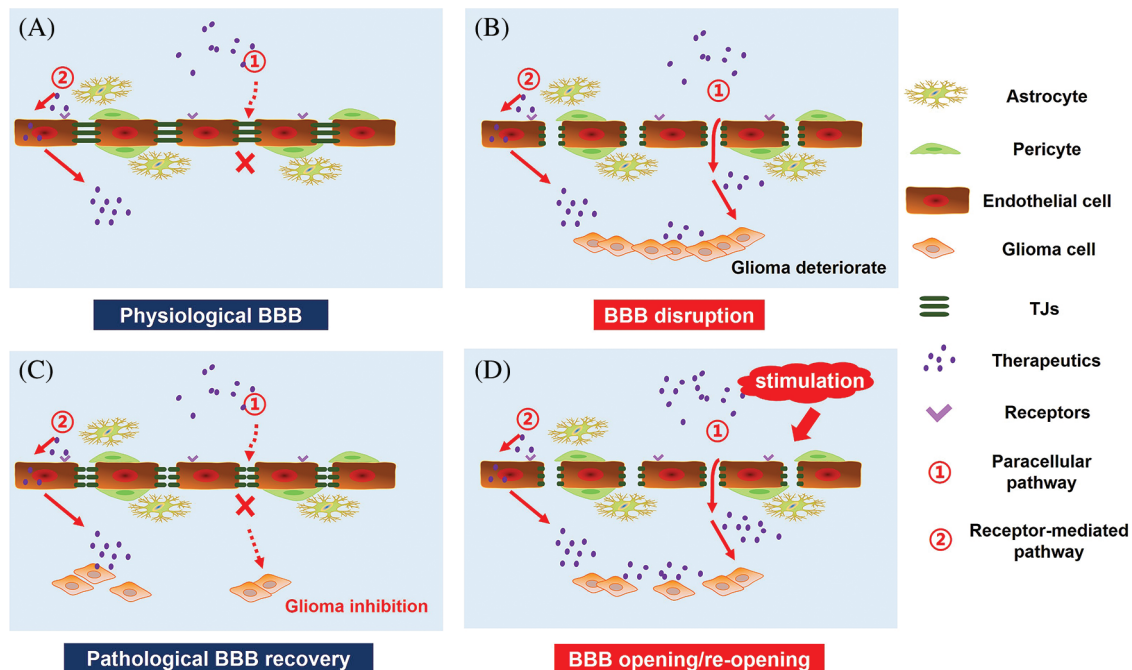 (A)
①
②
Physiological BBB
(B)
②
①
Glioma deteriorate
BBB disruption
(C)
①
②
Glioma inhibition
Pathological BBB recovery
(D)
stimulation
②
①
BBB opening/re-opening
Astrocyte
Pericyte
Endothelial cell
Glioma cell
TJs
Therapeutics
Receptors
① Paracellular
pathway
② Receptor-mediated
pathway